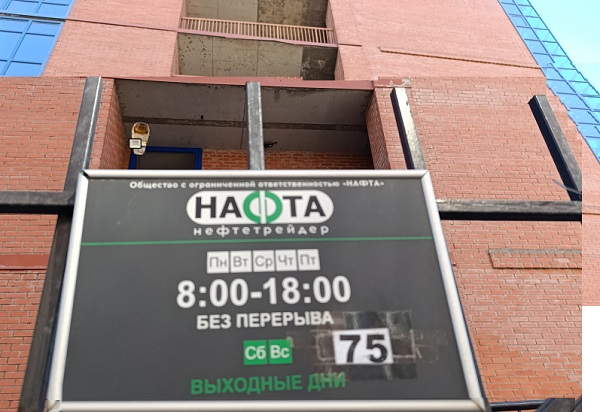 Общество с ограниченной ответственностью «НАФТА»
НАФТА
нефтетрейдер
Пн Вт Ср Чт Пт
8:00-18:00
БЕЗ ПЕРЕРЫВА
Сб Вс
75
ВЫХОДНЫЕ ДНИ